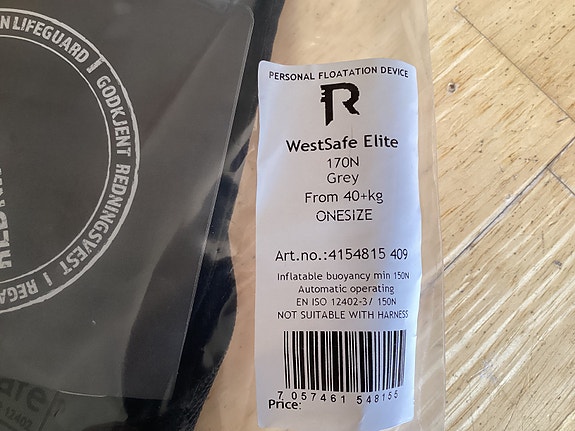 N LIFEGUARD | GODKJENT REDNINGSVEST | REGA
PERSONAL FLOATATION DEVICE
R
WestSafe Elite
170N
Grey
From 40+kg
ONESIZE
Art.no.:4154815 409
Inflatable buoyancy min 150N
Automatic operating
EN ISO 12402-3/ 150N
NOT SUITABLE WITH HARNESS
7 057461 548155
Price: